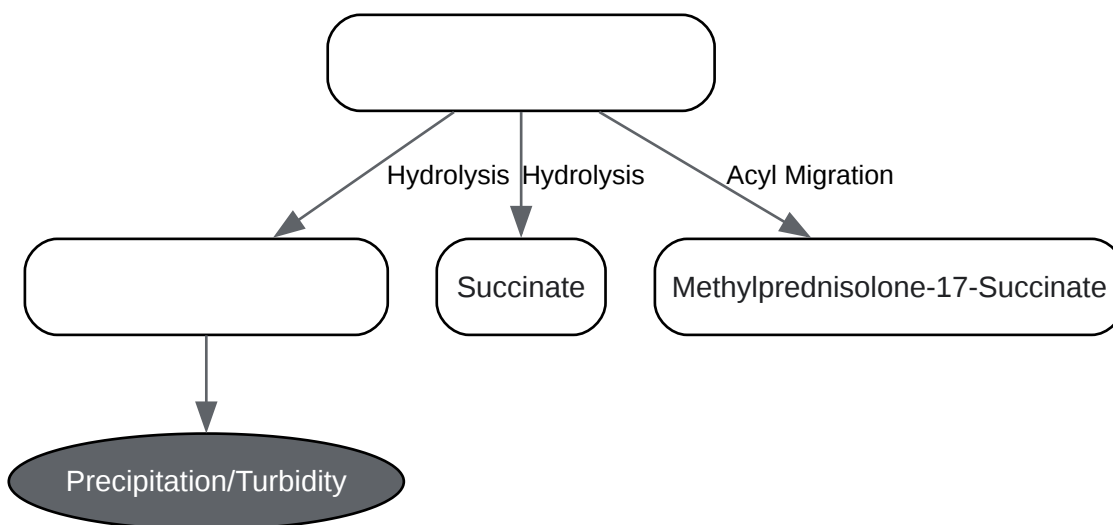 Hydrolysis
Hydrolysis
Acyl Migration
Succinate
Methylprednisolone-17-Succinate
Precipitation/Turbidity